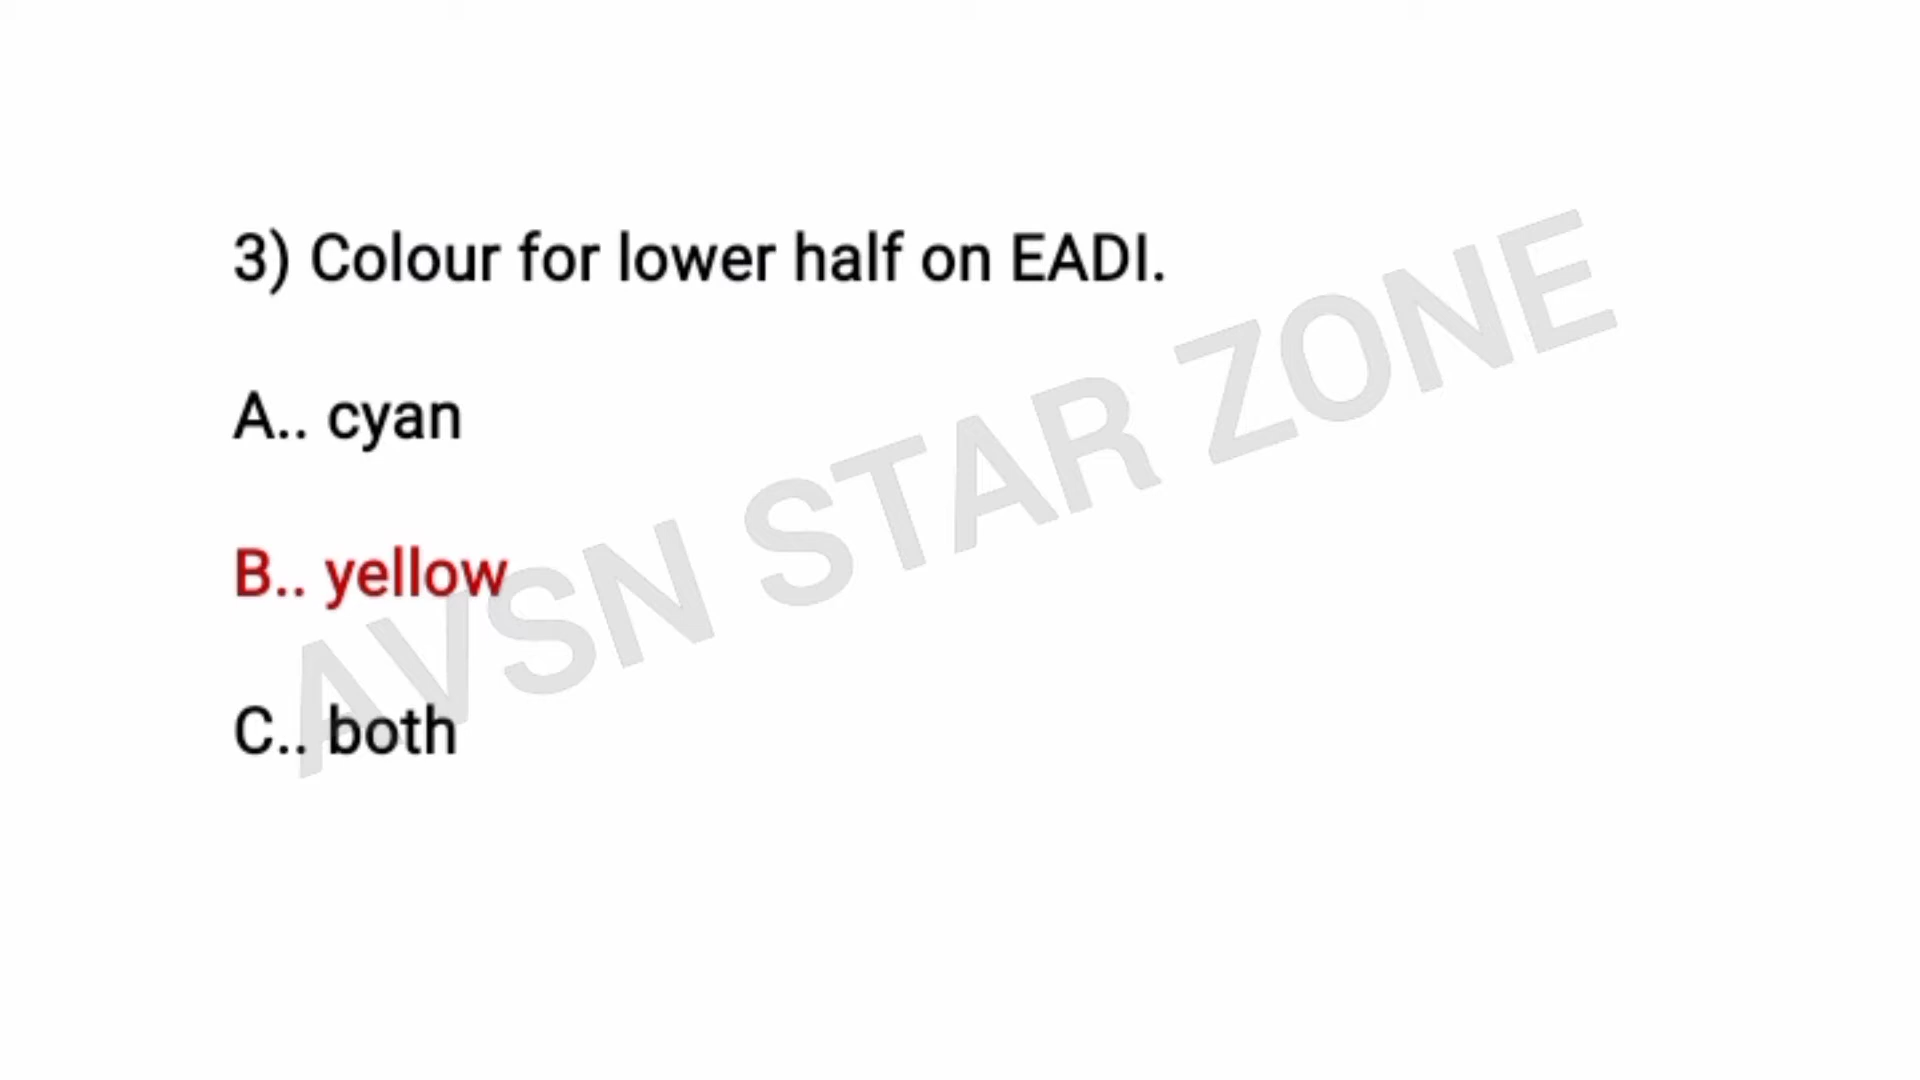 3) Colour for lower half on EADI.
A.. cyan
B.. yellow
C.. both
AVSN STAR ZONE